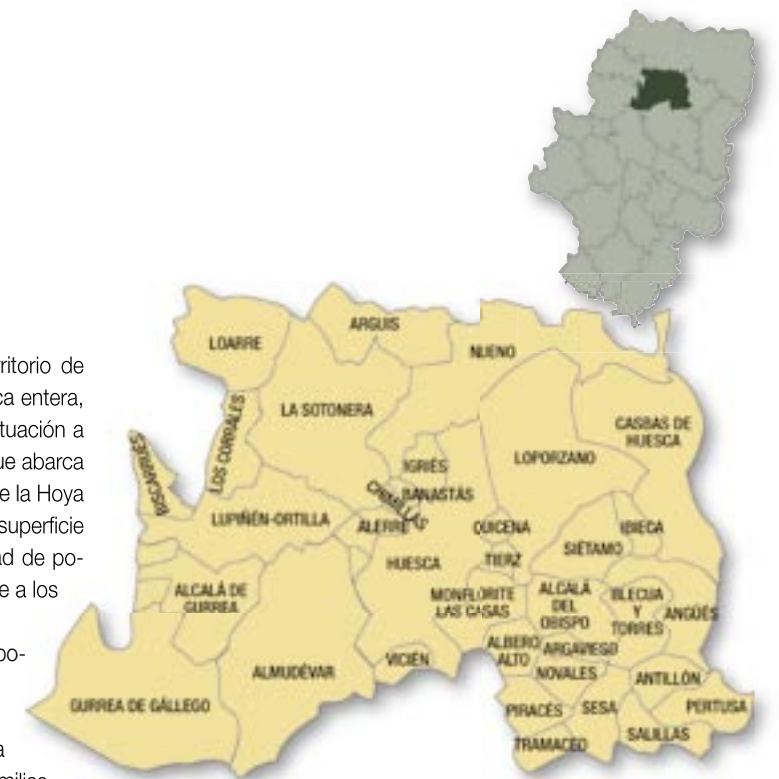 ritorio de
ca entera,
tuación a
ue abarca
e la Hoya
superficie
ad de po-
e a los
po-
a
milias
LOARRE
ARGUIS
NUENO
LA SOTONERA
LOS CORRALES
CASBAS DE
HUESCA
BISCARRUÉS
IGRIÉS
LOPORZANO
CHIMILLAS
BANASTÁS
LUPIÑÉN-ORTILLA
ALERRE
QUICENA
IBIECA
SIÉTAMO
HUESCA
TIERZ
ALCALÁ DE
GURREA
MONFLORITE
LAS CASAS
ALCALÁ
DEL
OBISPO
BLECUA
Y
TORRES
ANGÜÉS
ALBERO
ALTO
ARGAVIESO
VICIÉN
ALMUDÉVAR
NOVALES
ANTILLÓN
GURREA DE GÁLLEGO
PIRACÉS
SESA
PERTUSA
SALILLAS
TRAMACED